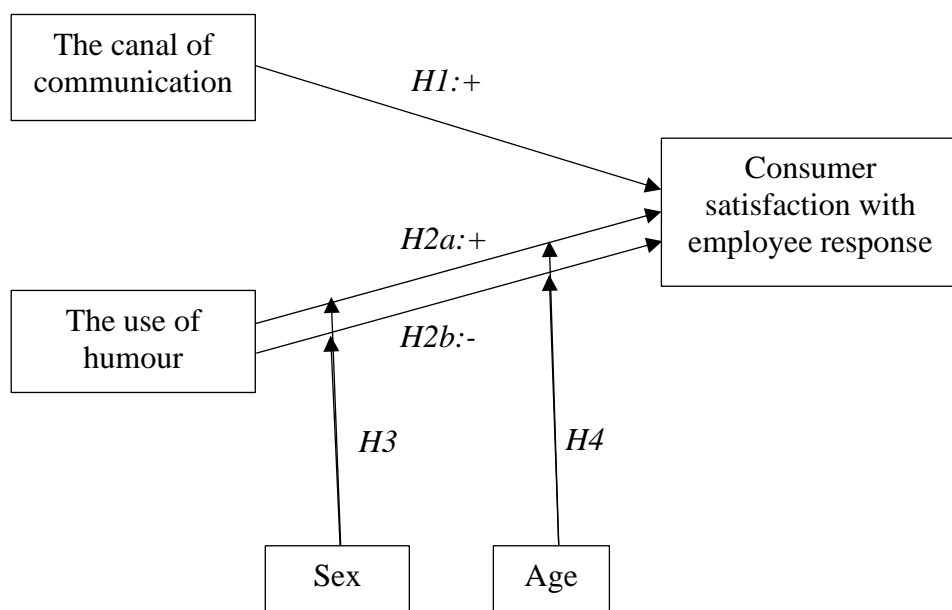 The canal of
communication
H1:+
Consumer
satisfaction with
employee response
H2a:+
The use of
humour
H2b:-
H3
H4
Sex
Age